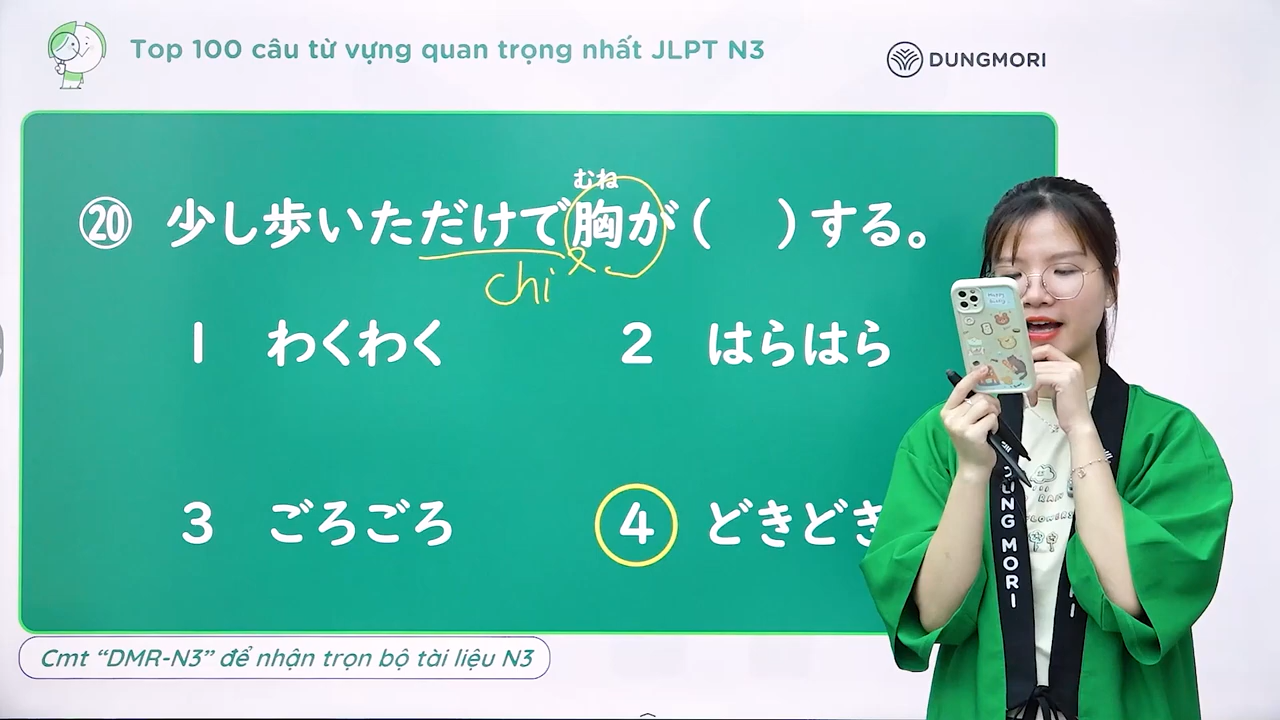 Top 100 câu từ vựng quan trọng nhất JLPT N3
DUNGMORI
むね
⑳ 少し歩いただけで胸が( )する。
chỉ
1 わくわく
2 はらはら
3 ごろごろ
4 どきどき
DUNG MORI
Cmt “DMR-N3” để nhận trọn bộ tài liệu N3